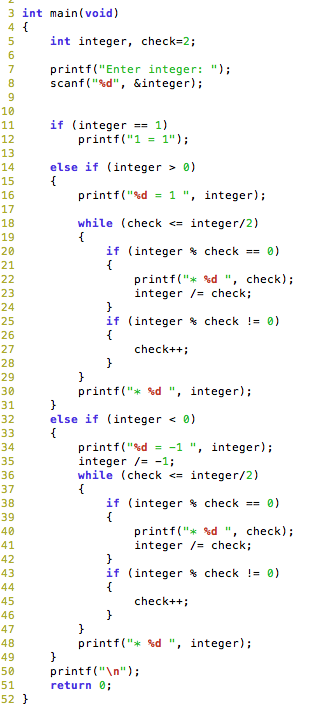 2
3 int main(void)
4 {
5     int integer, check=2;
6
7     printf("Enter integer: ");
8     scanf("%d", &integer);
9
10
11     if (integer == 1)
12         printf("1 = 1");
13
14     else if (integer > 0)
15     {
16         printf("%d = 1 ", integer);
17
18         while (check <= integer/2)
19         {
20             if (integer % check == 0)
21             {
22                 printf("* %d ", check);
23                 integer /= check;
24             }
25             if (integer % check != 0)
26             {
27                 check++;
28             }
29         }
30         printf("* %d ", integer);
31     }
32     else if (integer < 0)
33     {
34         printf("%d = -1 ", integer);
35         integer /= -1;
36         while (check <= integer/2)
37         {
38             if (integer % check == 0)
39             {
40                 printf("* %d ", check);
41                 integer /= check;
42             }
43             if (integer % check != 0)
44             {
45                 check++;
46             }
47         }
48         printf("* %d ", integer);
49     }
50     printf("\n");
51     return 0;
52 }